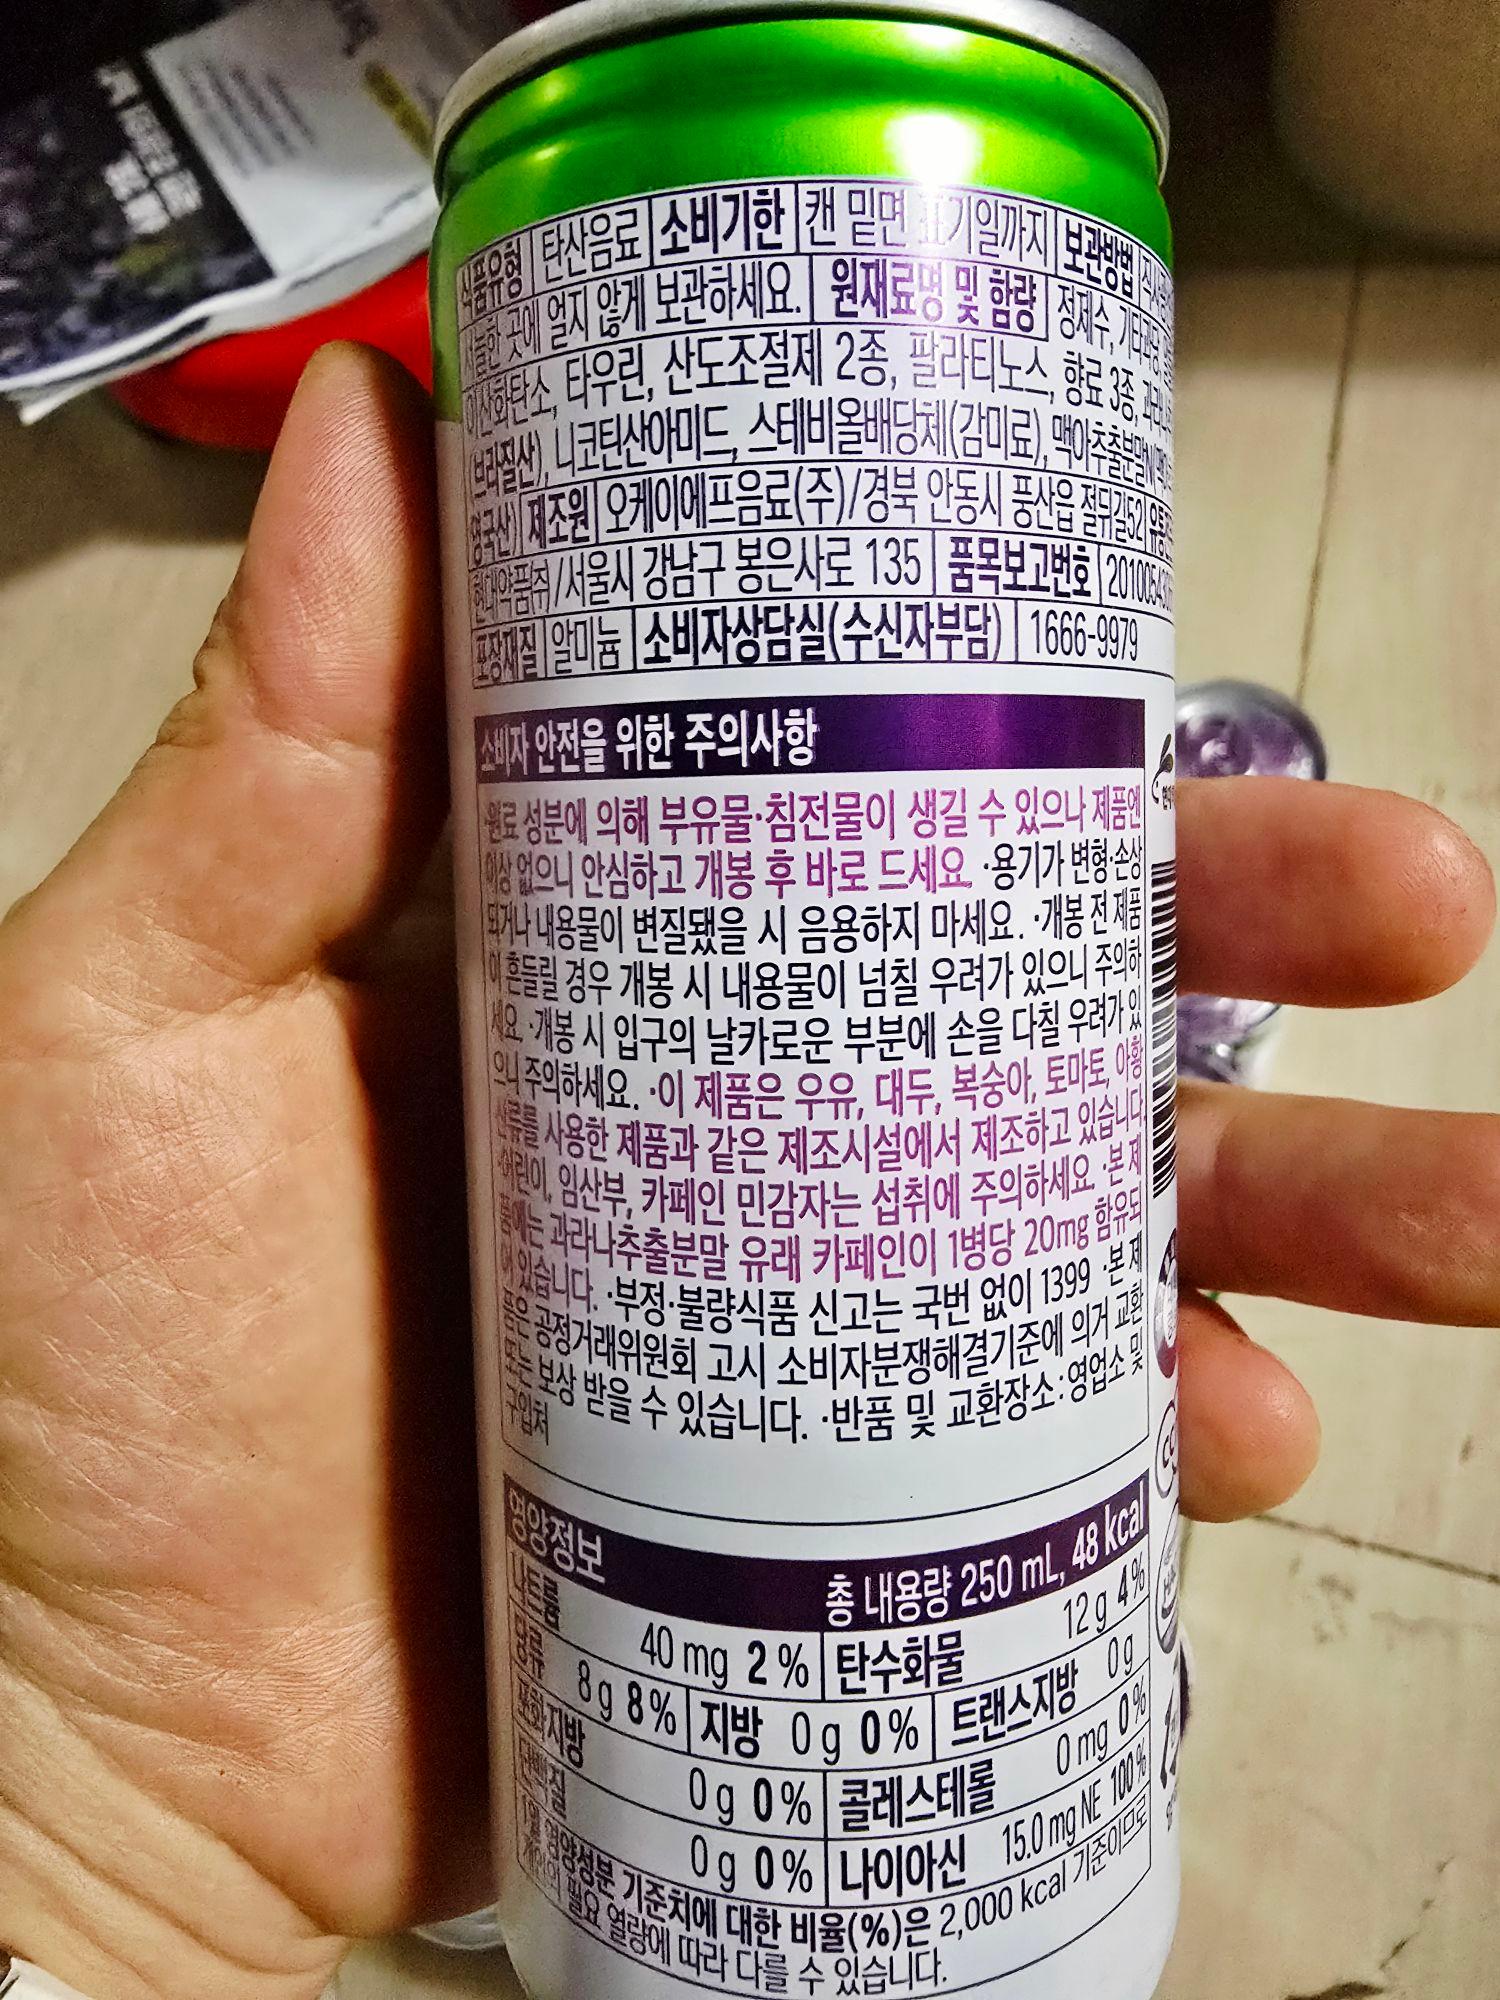 식품유형 탄산음료 소비기한 캔 밑면 표기일까지 보관방법
서늘한 곳에 얼지 않게 보관하세요. 원재료명 및 함량 정제수, 기타과당,
이산화탄소, 타우린, 산도조절제 2종, 팔라티노스, 향료 3종,
(브라질산), 니코틴산아미드, 스테비올배당체(감미료), 맥아추출분말
영국산) 제조원 오케이에프음료(주)/경북 안동시 풍산읍 절뒤길52
현대약품(주)/서울시 강남구 봉은사로 135 품목보고번호
포장재질 알미늄 소비자상담실(수신자부담) 1666-9979
소비자 안전을 위한 주의사항
·원료 성분에 의해 부유물·침전물이 생길 수 있으나 제품엔
이상 없으니 안심하고 개봉 후 바로 드세요. ·용기가 변형·손상
되거나 내용물이 변질됐을 시 음용하지 마세요. ·개봉 전 제품
이 흔들릴 경우 개봉 시 내용물이 넘칠 우려가 있으니 주의하
세요. ·개봉 시 입구의 날카로운 부분에 손을 다칠 우려가 있
으니 주의하세요. ·이 제품은 우유, 대두, 복숭아, 토마토, 아황
산류를 사용한 제품과 같은 제조시설에서 제조하고 있습니다.
·어린이, 임산부, 카페인 민감자는 섭취에 주의하세요. ·본 제
품에는 과라나추출분말 유래 카페인이 1병당 20mg 함유되
어 있습니다. ·부정·불량식품 신고는 국번 없이 1399 ·본 제
품은 공정거래위원회 고시 소비자분쟁해결기준에 의거 교환
또는 보상 받을 수 있습니다. ·반품 및 교환장소: 영업소 및
구입처
영양정보 총 내용량 250 mL, 48 kcal
나트륨 40 mg 2 % 탄수화물 12 g 4 %
당류 8 g 8 % 지방 0 g 0 % 트랜스지방 0 g
포화지방 0 g 0 % 콜레스테롤 0 mg 0 %
단백질 0 g 0 % 나이아신 15.0 mg NE 100 %
1일 영양성분 기준치에 대한 비율(%)은 2,000 kcal 기준이므로
개인의 필요 열량에 따라 다를 수 있습니다.